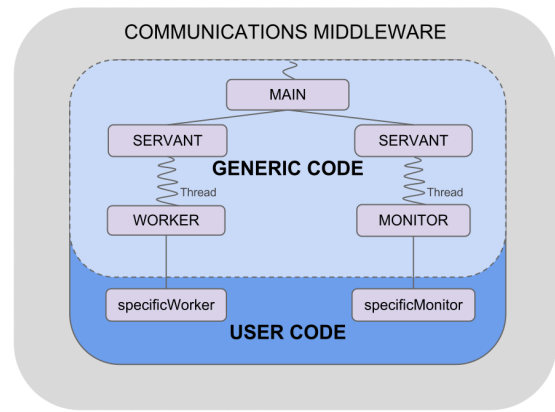 COMMUNICATIONS MIDDLEWARE
MAIN
SERVANT
SERVANT
GENERIC CODE
Thread
Thread
WORKER
MONITOR
specificWorker
specificMonitor
USER CODE